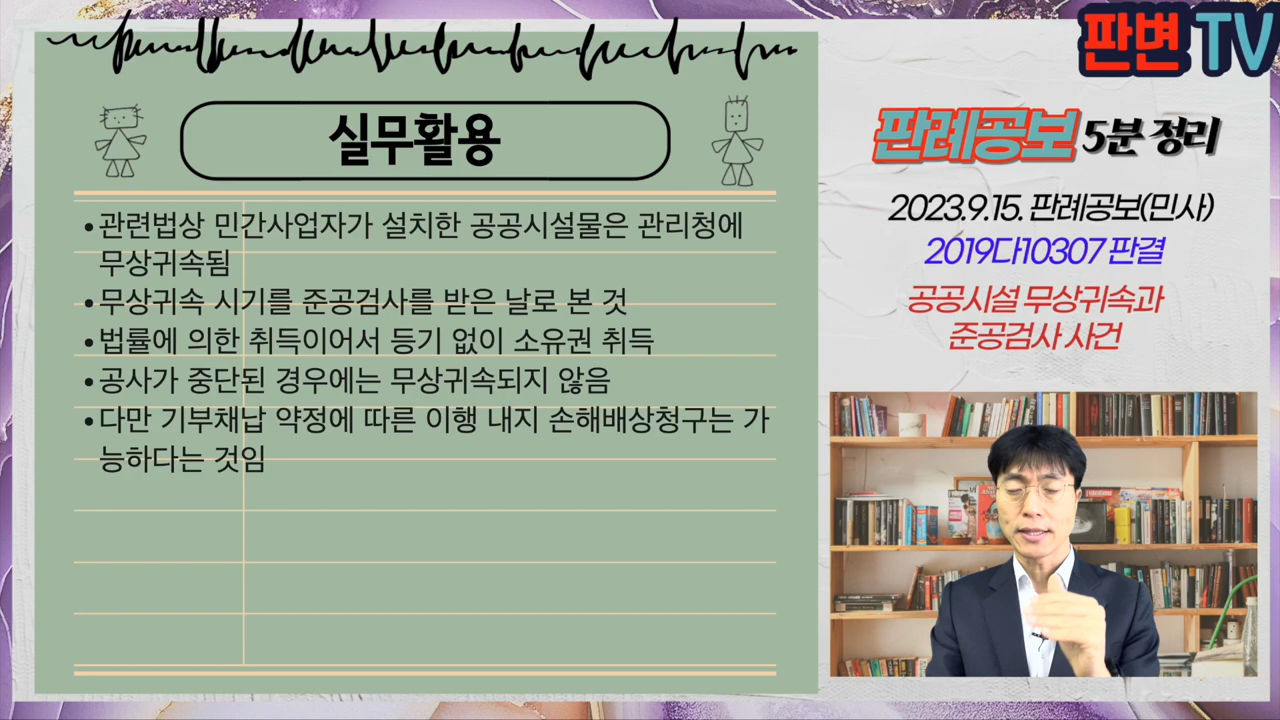 판변 TV
실무활용
• 관련법상 민간사업자가 설치한 공공시설물은 관리청에
무상귀속됨
• 무상귀속 시기를 준공검사를 받은 날로 본 것
• 법률에 의한 취득이어서 등기 없이 소유권 취득
• 공사가 중단된 경우에는 무상귀속되지 않음
• 다만 기부채납 약정에 따른 이행 내지 손해배상청구는 가
능하다는 것임
판례공보 5분 정리
2023.9.15. 판례공보(민사)
2019다10307 판결
공공시설 무상귀속과
준공검사 사건